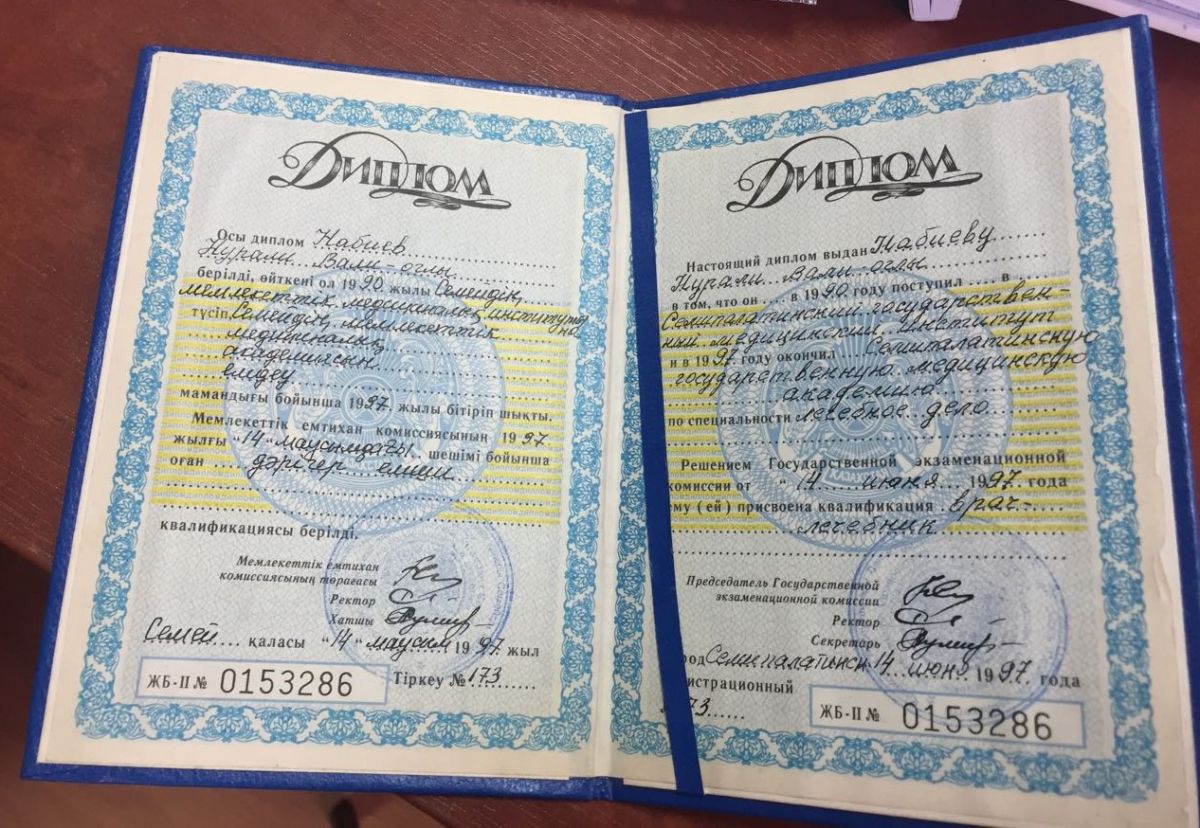 Диплом
Осы диплом Набиев
Нурали Вали-оглы
берілді, өйткені ол 1990 жылы Семейдің
мемлекеттік медициналық институтына
түсіп Семейдің мемлекеттік
медициналық
академиясын
емдеу
мамандығы бойынша 1997 жылы бітіріп шықты.
Мемлекеттік емтихан комиссиясының 1997
жылғы "14" маусымдағы шешімі бойынша
оған дәрігер емші
квалификациясы берілді.
Мемлекеттік емтихан
комиссиясының төрағасы
Ректор
Хатшы
Семей қаласы "14" маусым 1997 жыл
ЖБ-II № 0153286 Тіркеу № 173
Диплом
Настоящий диплом выдан Набиеву
Нурали Вали-оглы
в том, что он в 1990 году поступил в
Семипалатинский государствен-
ный медицинский институт
и в 1997 году окончил Семипалатинскую
государственную медицинскую
академию
по специальности лечебное дело
Решением Государственной экзаменационной
комиссии от "14 июня 1997 года
ему (ей) присвоена квалификация врач-
лечебник
Председатель Государственной
экзаменационной комиссии
Ректор
Секретарь
род Семипалатинск 14 июня 1997 года
истрационный
173
ЖБ-II № 0153286